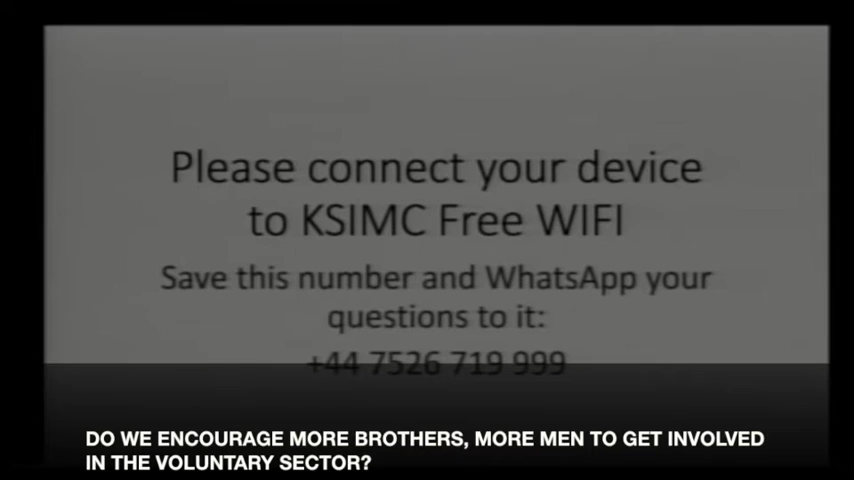 Please connect your device
to KSIMC Free WIFI
Save this number and WhatsApp your
questions to it:
+44 7526 719 999
DO WE ENCOURAGE MORE BROTHERS, MORE MEN TO GET INVOLVED
IN THE VOLUNTARY SECTOR?